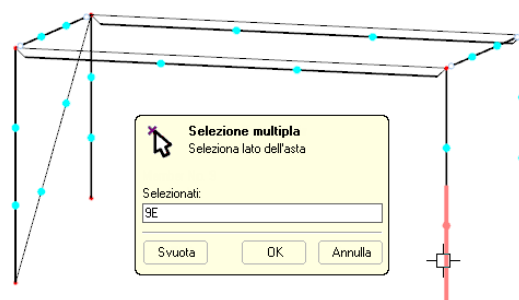 Selezione multipla
Seleziona lato dell'asta
Selezionati:
9E
Svuota
OK
Annulla